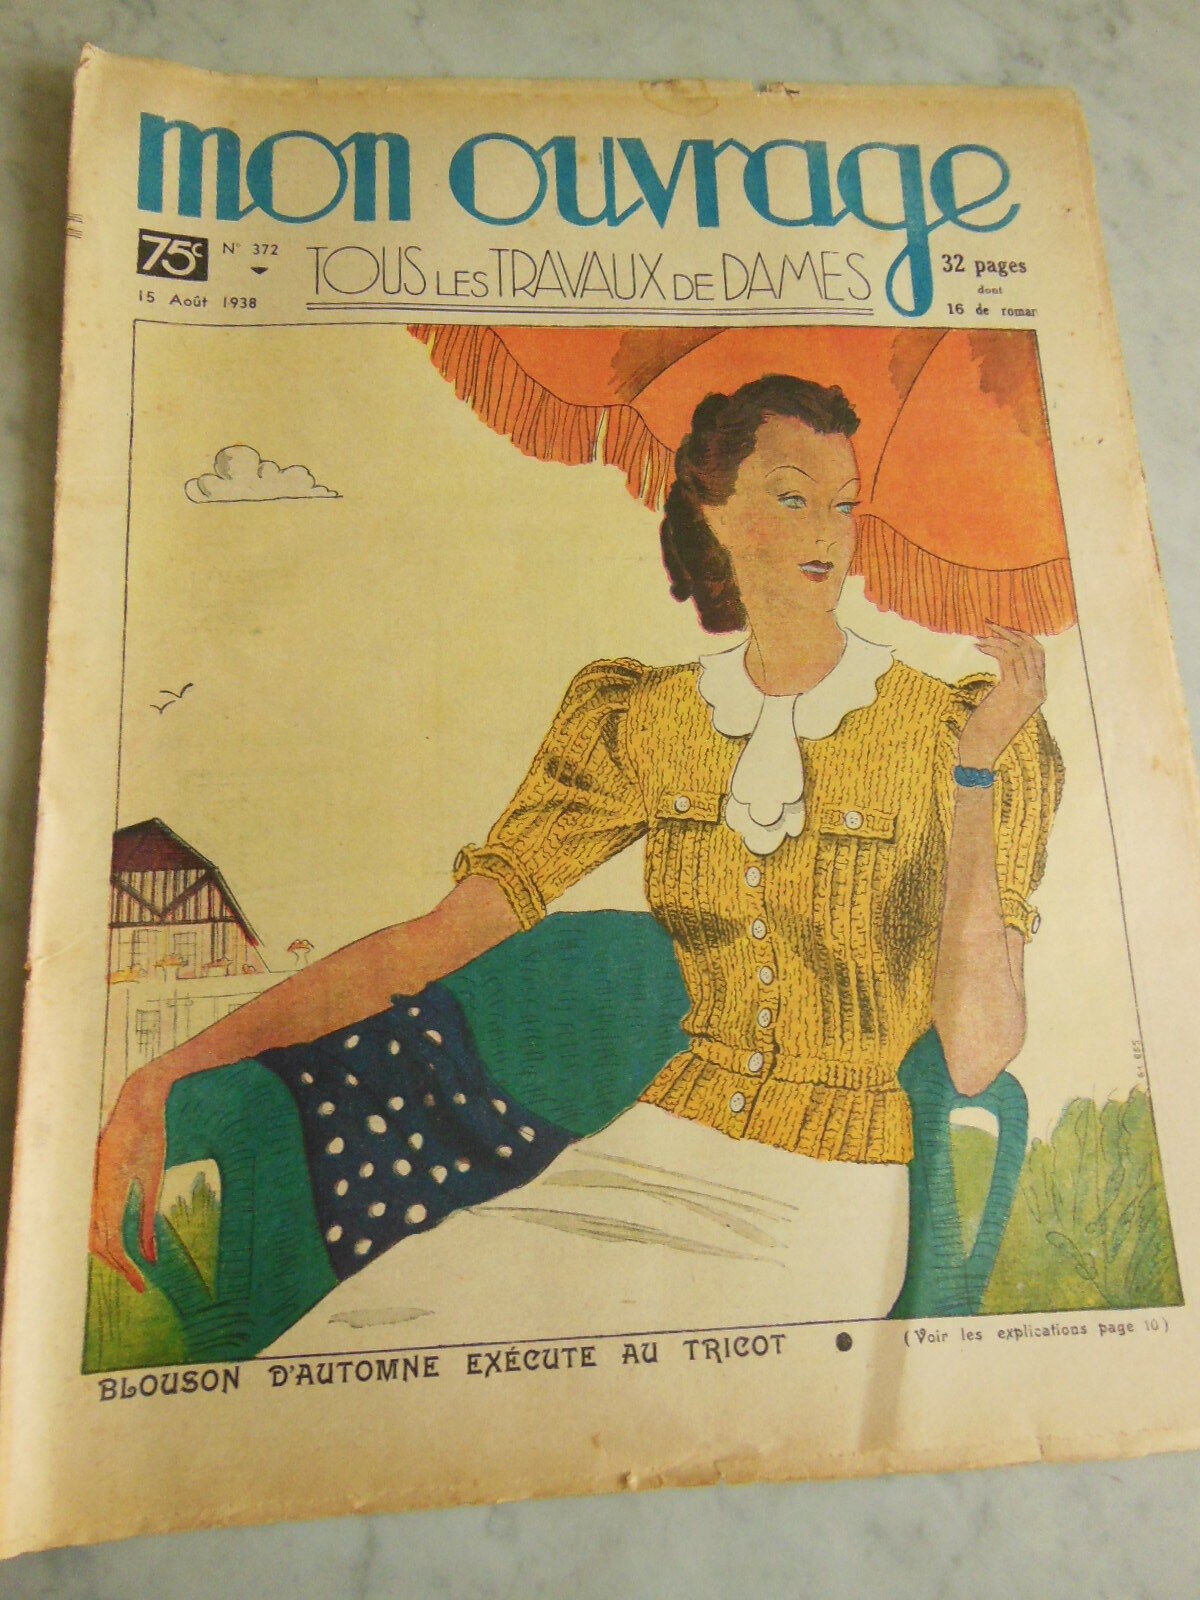 mon ouvrage
75c
N° 372
15 Août 1938
TOUS LES TRAVAUX DE DAMES
32 pages
dont
16 de roman
BLOUSON D'AUTOMNE EXÉCUTE AU TRICOT
(Voir les explications page 10)